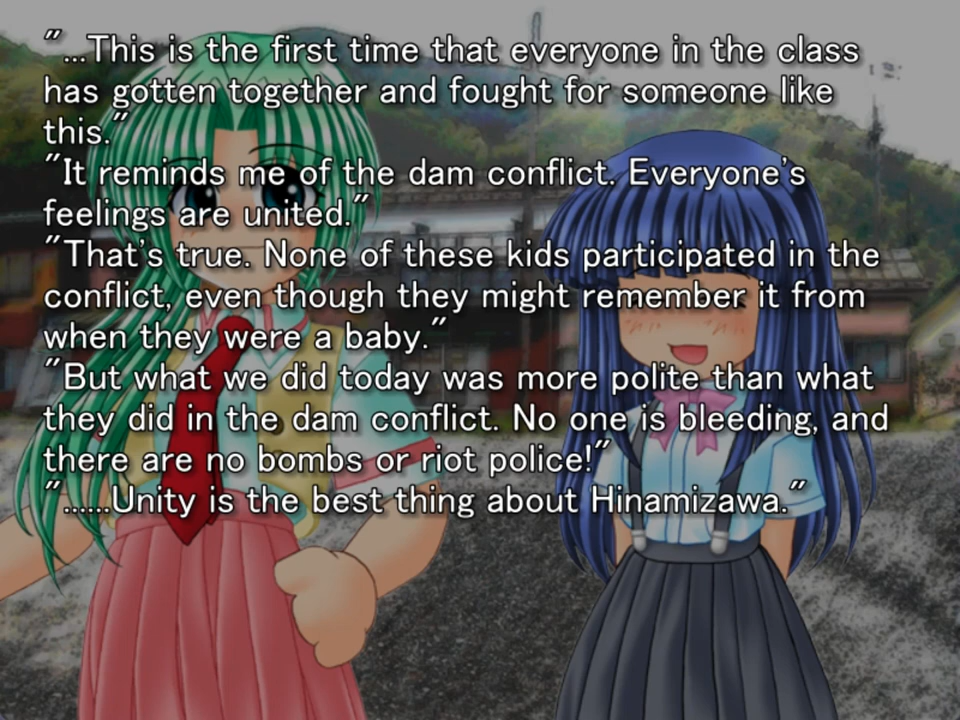 "...This is the first time that everyone in the class
has gotten together and fought for someone like
this."
"It reminds me of the dam conflict. Everyone's
feelings are united."
"That's true. None of these kids participated in the
conflict, even though they might remember it from
when they were a baby."
"But what we did today was more polite than what
they did in the dam conflict. No one is bleeding, and
there are no bombs or riot police!"
"......Unity is the best thing about Hinamizawa."